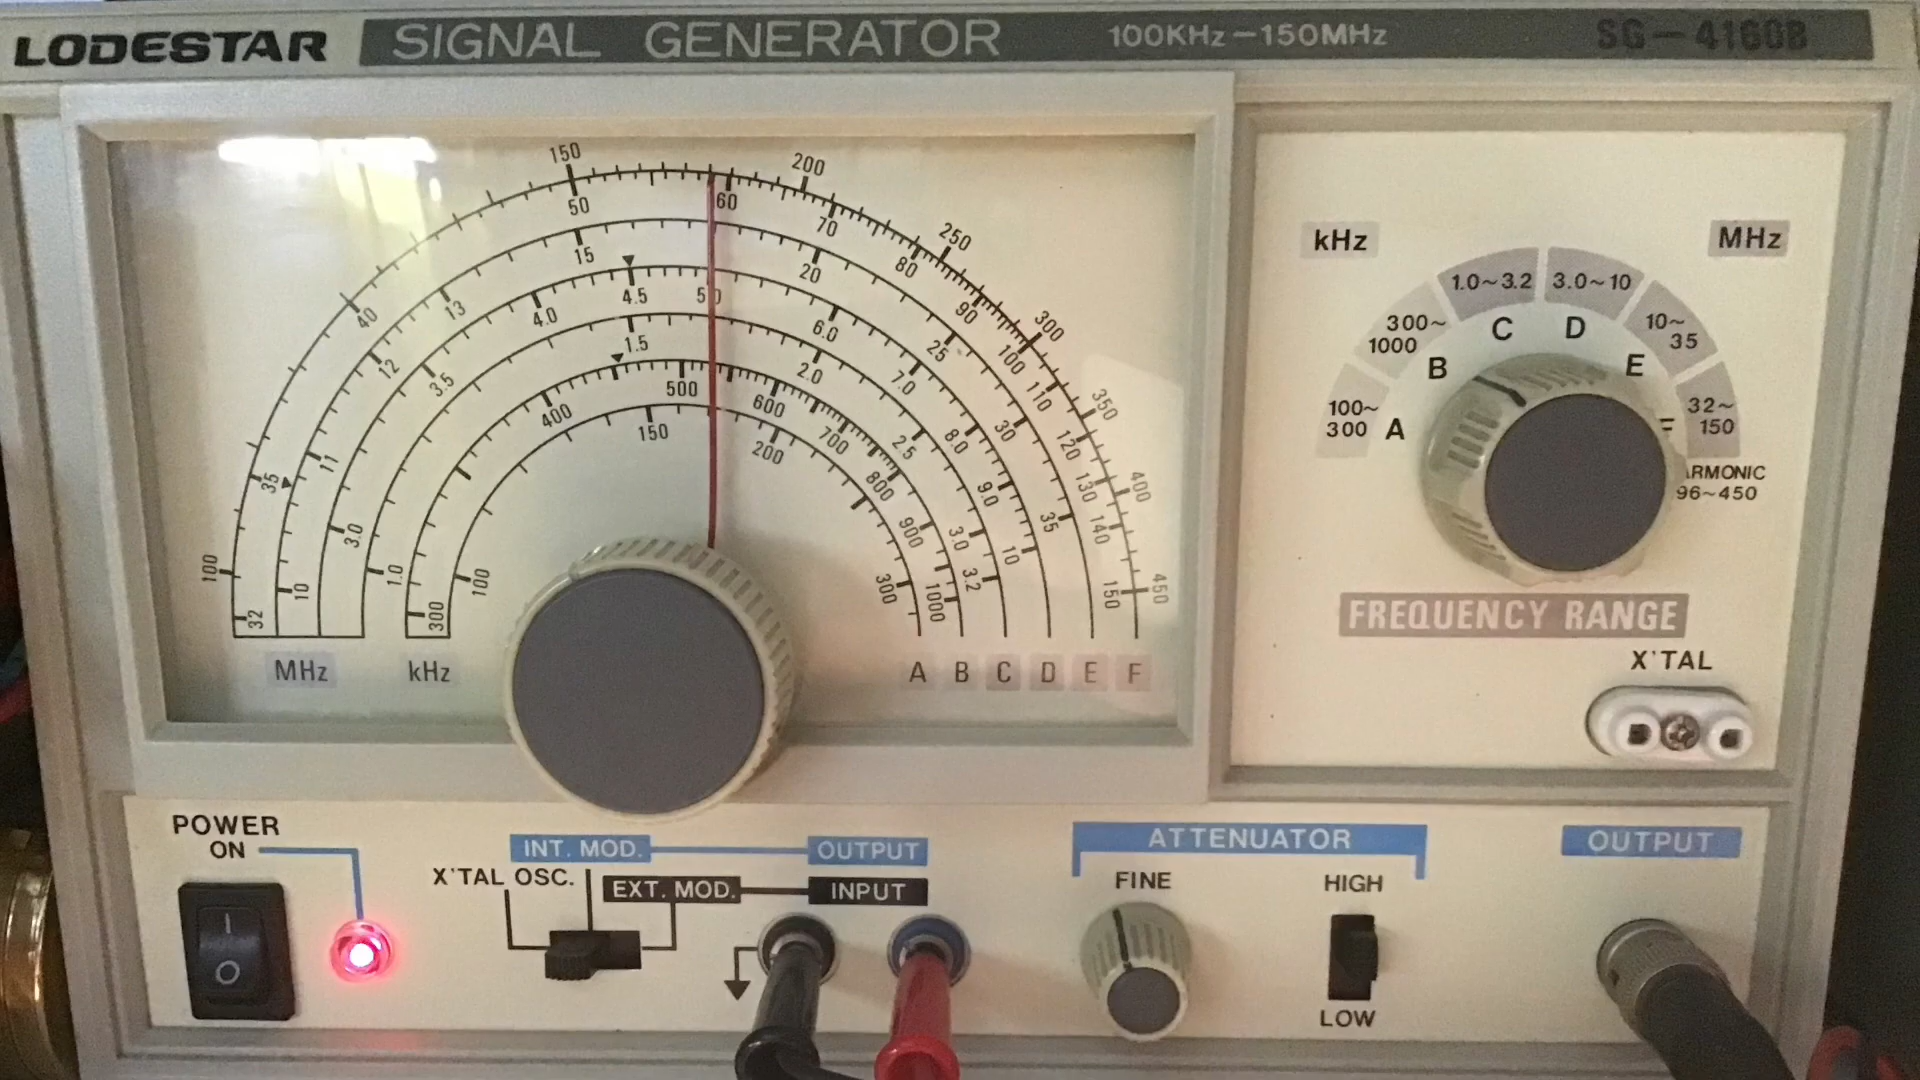 LODESTAR SIGNAL GENERATOR 100KHz–150MHz SG–4160B
150 200
50 60 70 250
15 20 80
40 13 4.5 5.0 90 300
4.0 6.0 25 100
12 1.5
3.5 500 2.0 7.0 110 350
400 600
150 700 2.5 8.0 30 120
35 11 200 800 9.0 130 400
3.0 900 3.0 10 35 140
100 10 1.0 100 300 3.2 150 450
32 300 1000
MHz kHz A B C D E F
kHz MHz
1.0~3.2 3.0~10
300~1000 C D 10~35
B E
100~300 A 32~150
96~450
FREQUENCY RANGE
X'TAL
POWER
ON
INT. MOD. OUTPUT
X'TAL OSC.
EXT. MOD. INPUT
ATTENUATOR
FINE HIGH
LOW
OUTPUT